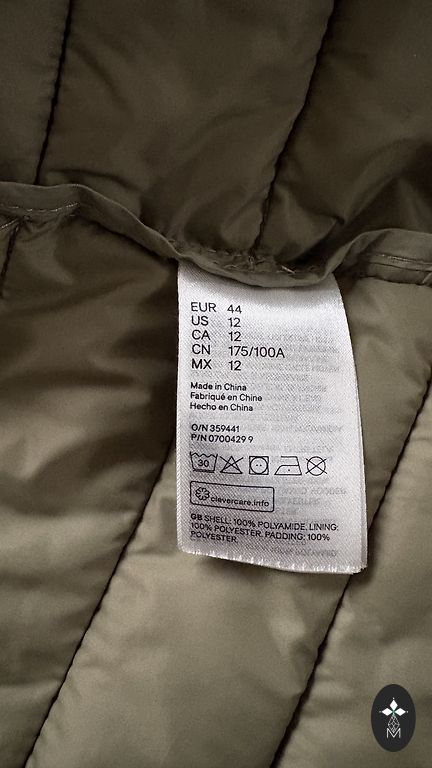 EUR 44
US 12
CA 12
CN 175/100A
MX 12
Made in China
Fabriqué en Chine
Hecho en China
O/N 359441
P/N 0700429 9
30
clevercare.info
GB SHELL: 100% POLYAMIDE. LINING:
100% POLYESTER. PADDING: 100%
POLYESTER
M